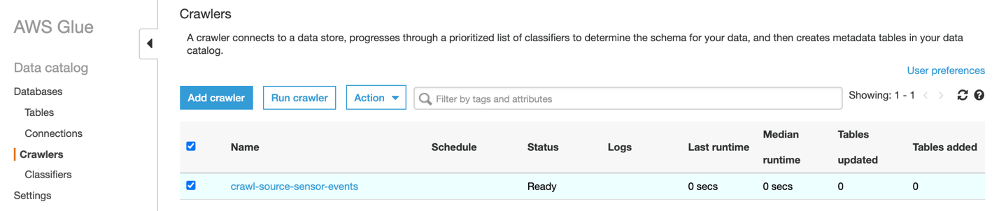 AWS Glue
Data catalog
Databases
Tables
Connections
Crawlers
Classifiers
Settings
Crawlers
A crawler connects to a data store, progresses through a prioritized list of classifiers to determine the schema for your data, and then creates metadata tables in your data
catalog.
User preferences
Add crawler Run crawler Action Filter by tags and attributes Showing: 1 - 1
Name Schedule Status Logs Last runtime Median runtime Tables updated Tables added
crawl-source-sensor-events Ready 0 secs 0 secs 0 0